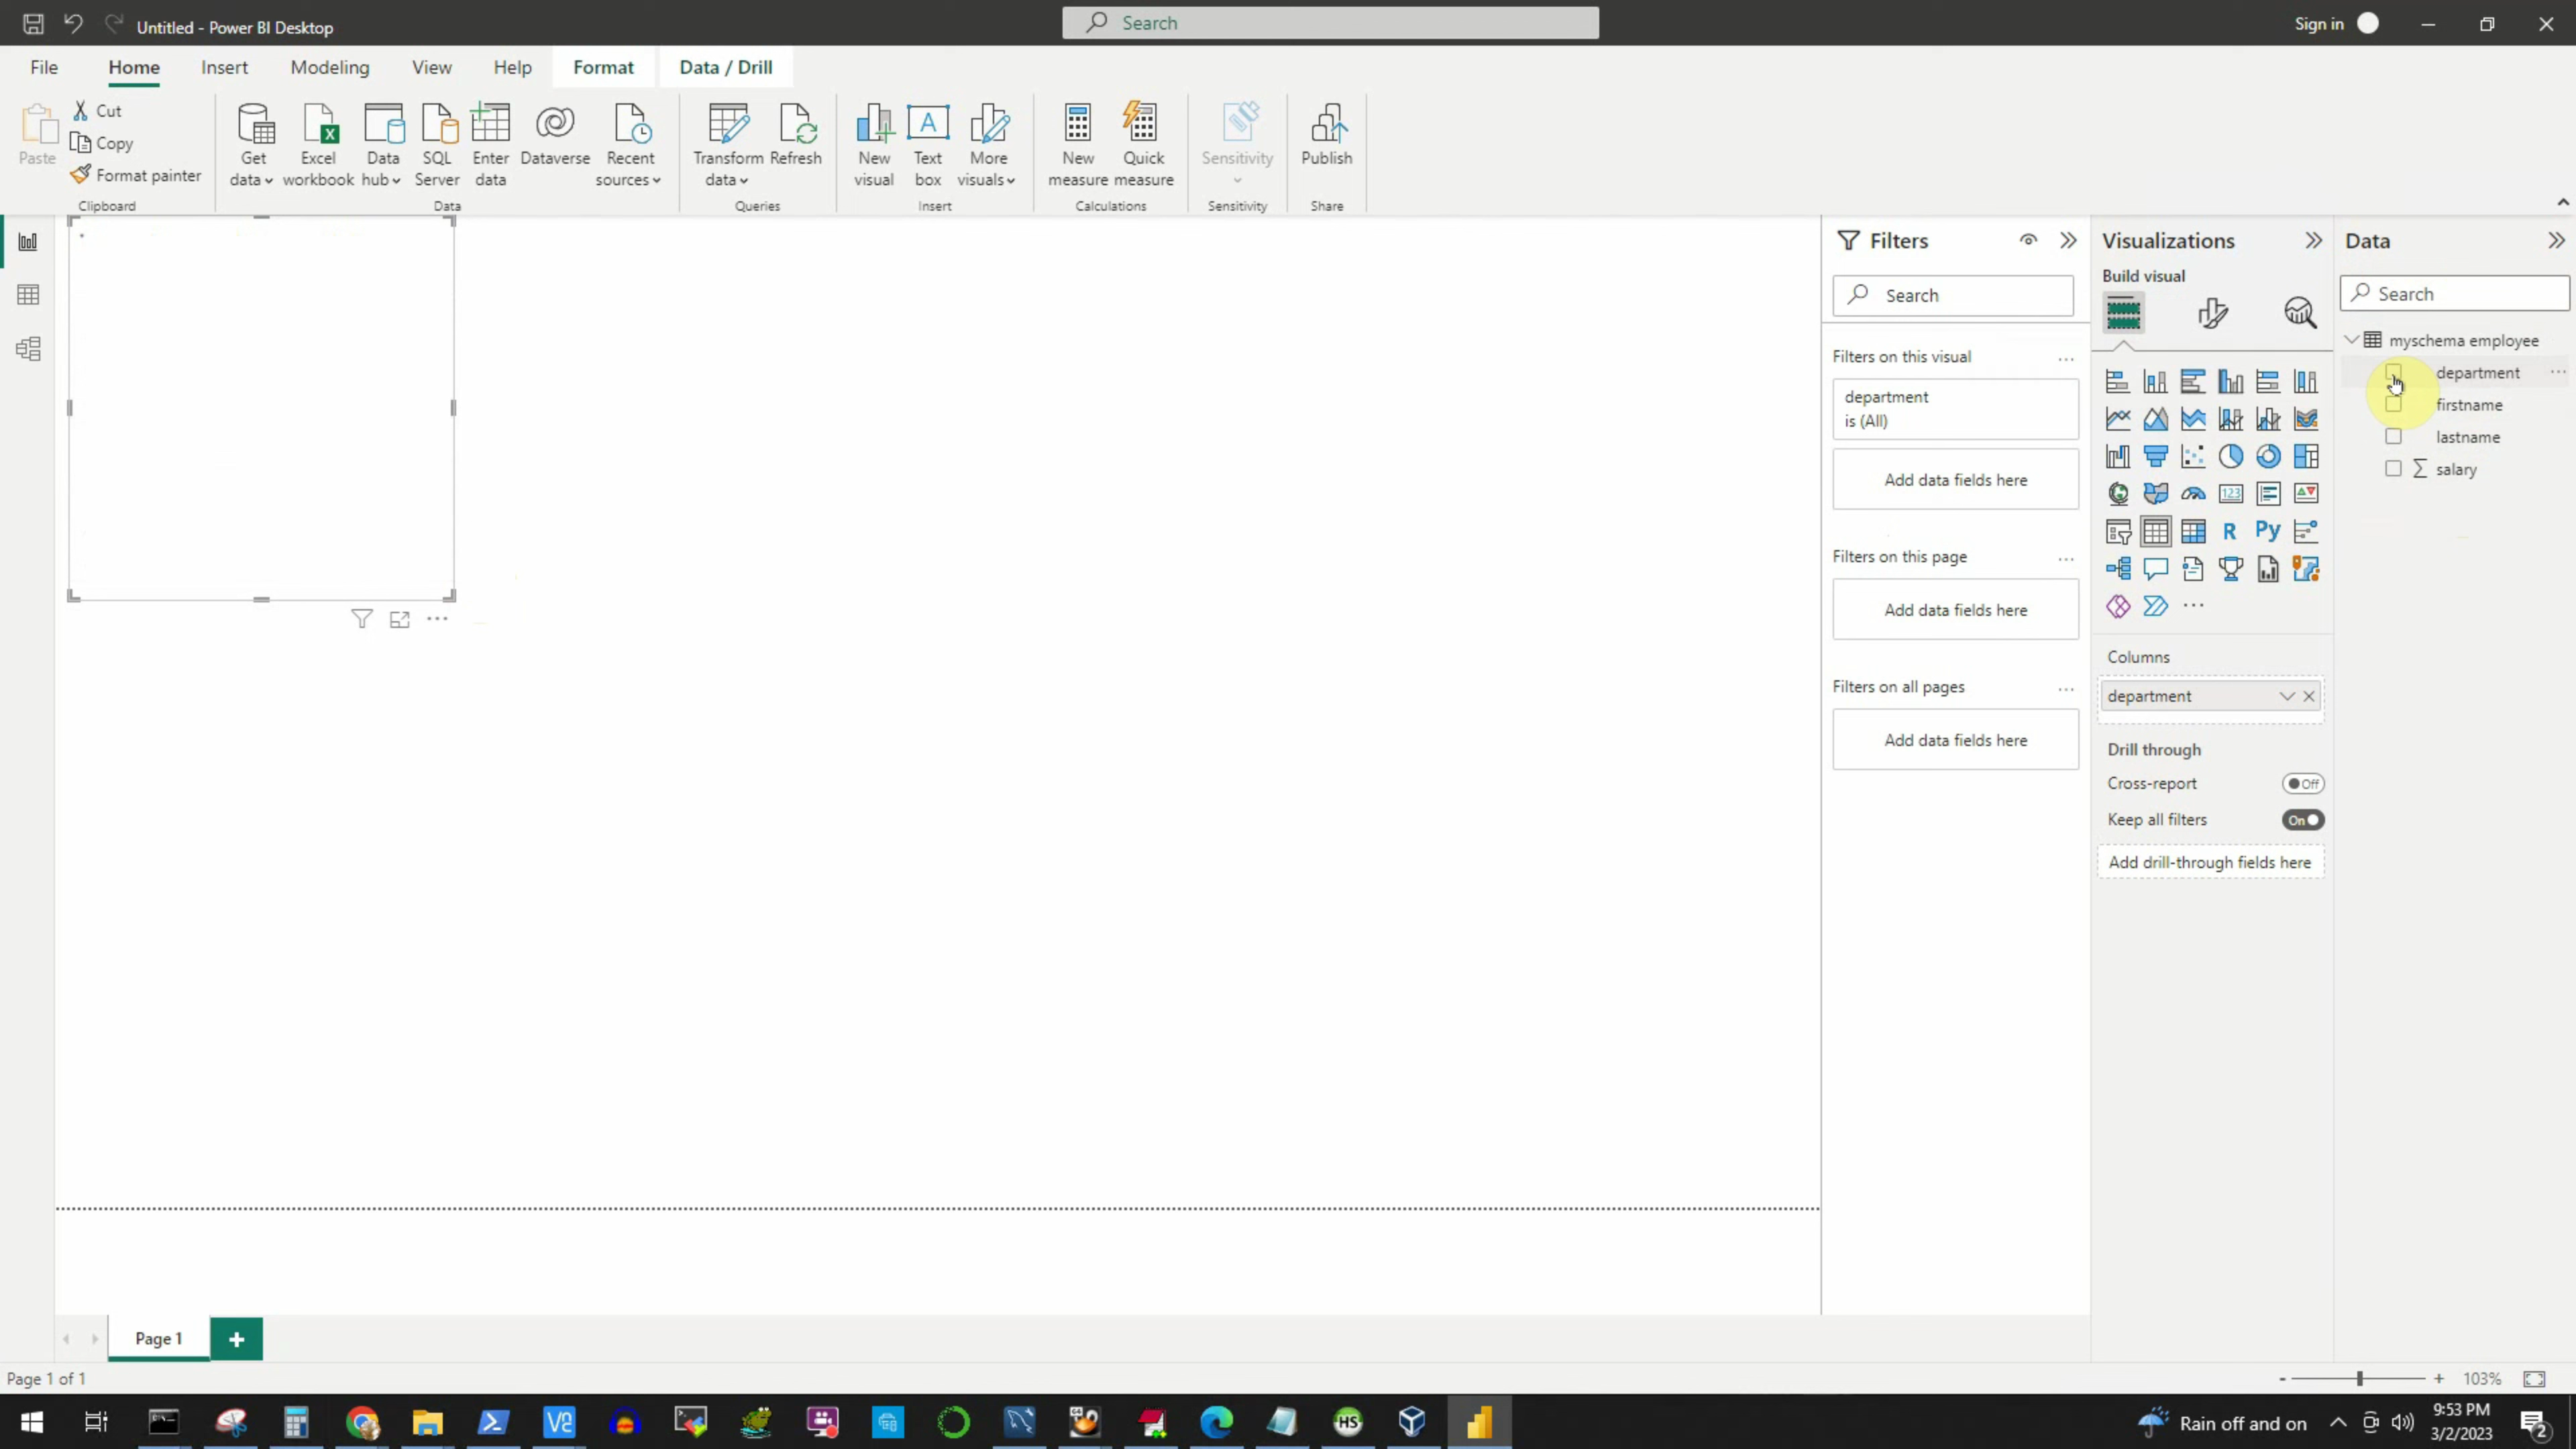 Untitled - Power BI Desktop
Search
Sign in
File
Home
Insert
Modeling
View
Help
Format
Data / Drill
Paste
Cut
Copy
Format painter
Clipboard
Get data
Excel workbook
Data hub
SQL Server
Enter data
Dataverse
Recent sources
Data
Transform data
Refresh
Queries
New visual
Text box
More visuals
Insert
New measure
Quick measure
Calculations
Sensitivity
Sensitivity
Publish
Share
Filters
Search
Filters on this visual
department
is (All)
Add data fields here
Filters on this page
Add data fields here
Filters on all pages
Add data fields here
Visualizations
Build visual
123
R
Py
Columns
department
Drill through
Cross-report
Off
Keep all filters
On
Add drill-through fields here
Data
Search
myschema employee
department
firstname
lastname
Σ salary
Page 1
Page 1 of 1
- + 103%
HS
Rain off and on
9:53 PM
3/2/2023
2